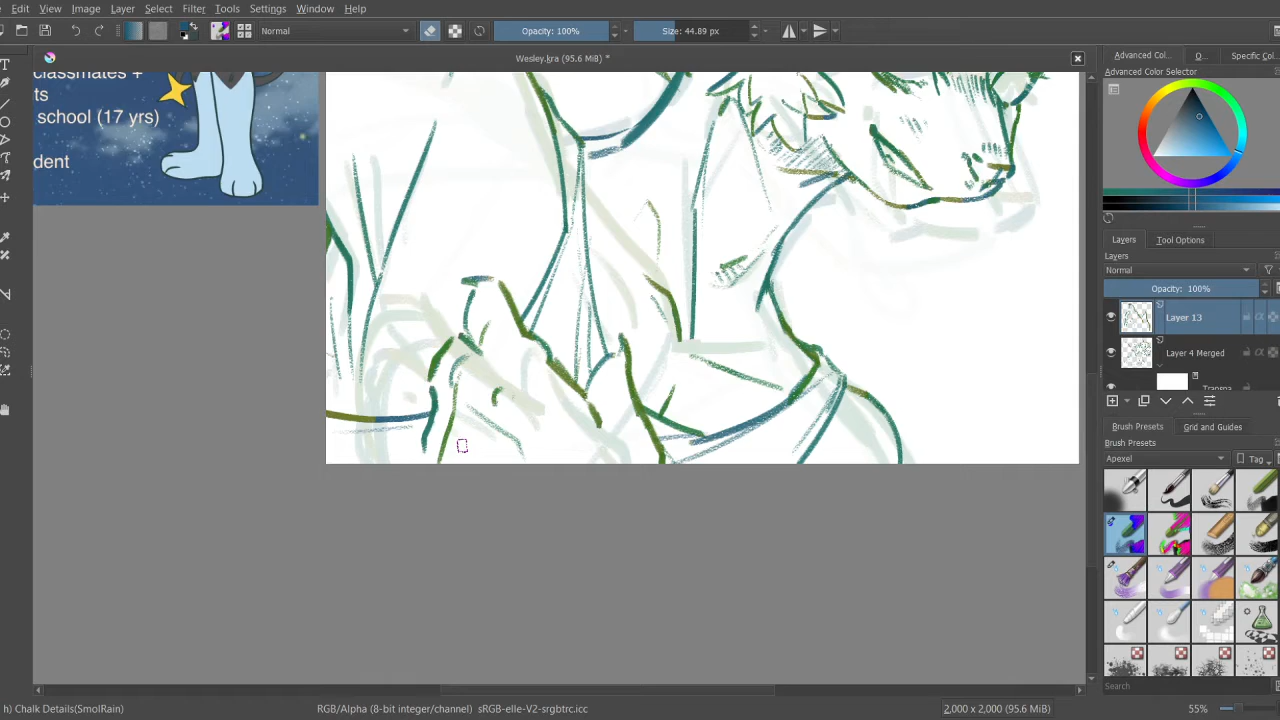 Edit View Image Layer Select Filter Tools Settings Window Help
Normal Opacity: 100% Size: 44.89 px
Wesley.kra (95.6 MiB) *
Advanced Col... O... Specific Col
Advanced Color Selector
classmates +
ts
school (17 yrs)
dent
Layers Tool Options
Layers
Normal
Opacity: 100%
Layer 13
Layer 4 Merged
Transpa
Brush Presets Grid and Guides
Brush Presets
Apexel Tag
Search
h) Chalk Details(SmolRain) RGB/Alpha (8-bit integer/channel) sRGB-elle-V2-srgbtrc.icc 2,000 x 2,000 (95.6 MiB) 55%